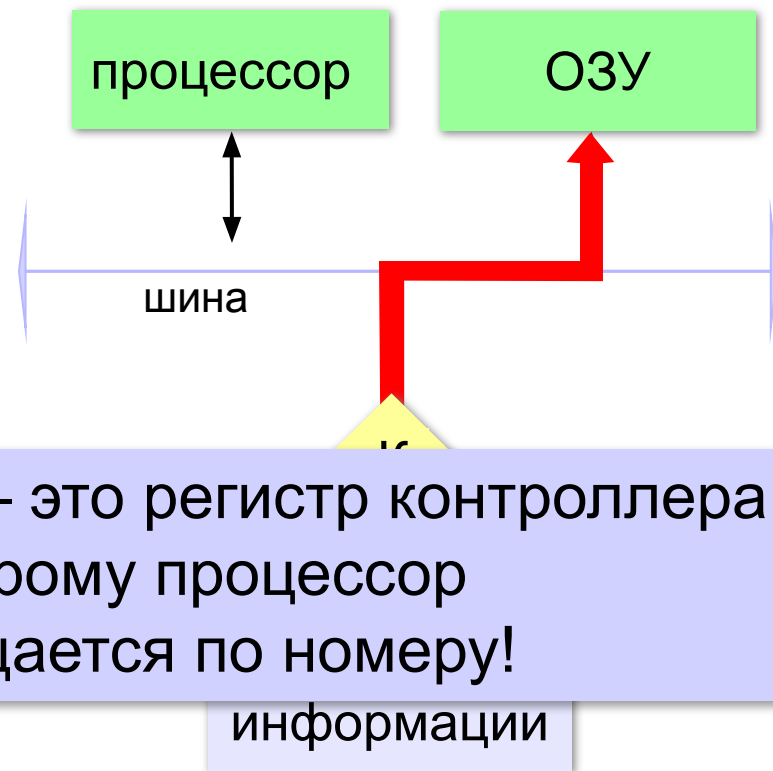 процессор ОЗУ
шина
К
– это регистр контроллера
рому процессор
щается по номеру!
информации